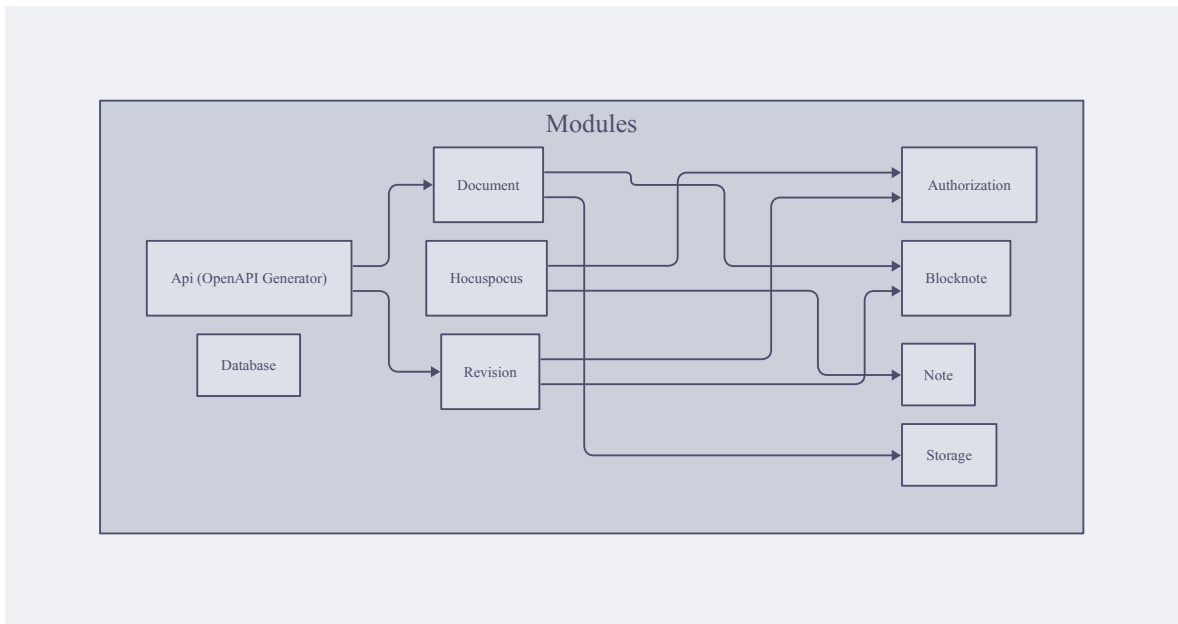 Modules
Document
Authorization
Api (OpenAPI Generator)
Hocuspocus
Blocknote
Database
Revision
Note
Storage